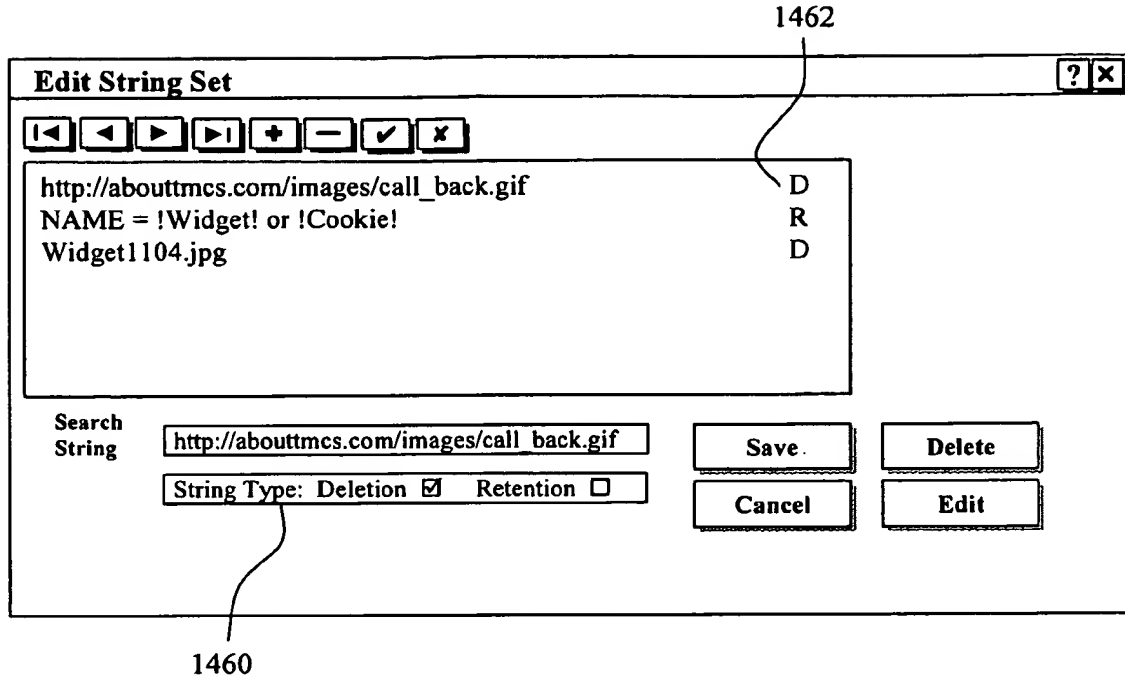 1462
Edit String Set ? X
http://abouttmcs.com/images/call_back.gif D
NAME = !Widget! or !Cookie! R
Widget1104.jpg D
Search String http://abouttmcs.com/images/call_back.gif Save Delete
String Type: Deletion ☑ Retention ☐ Cancel Edit
1460